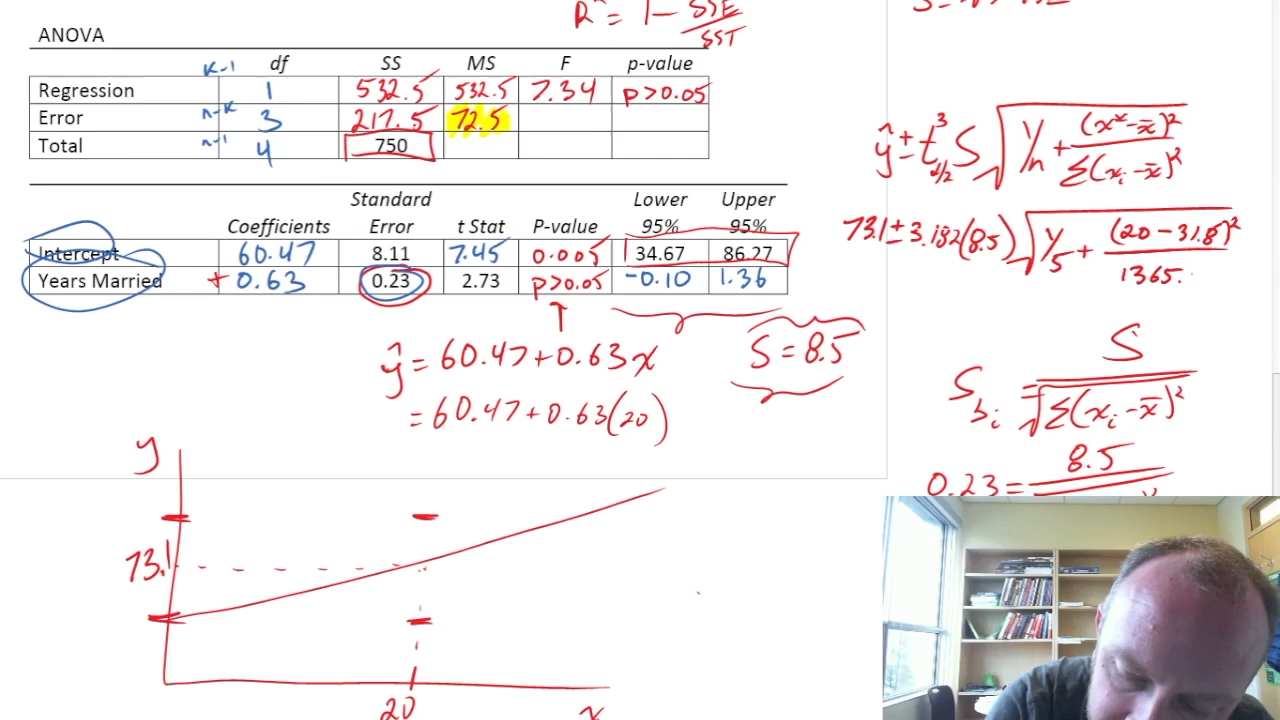 R² = 1 - SSE/SST
ANOVA
df SS MS F p-value
Regression K-1 1 532.5 532.5 7.34 p>0.05
Error n-K 3 217.5 72.5
Total n-1 4 750
Standard Lower Upper
Coefficients Error t Stat P-value 95% 95%
Intercept 60.47 8.11 7.45 0.005 34.67 86.27
Years Married +0.63 0.23 2.73 p>0.05 -0.10 1.36
ŷ = 60.47+0.63x
S = 8.5
= 60.47+0.63(20)
y
73.1
20
x
ŷ ± t³α/2 S √(1/n + (x*-x̄)²/Σ(xᵢ-x̄)²)
73.1 ± 3.182(8.5) √(1/5 + (20-31.8)²/1365.)
S_bᵢ = S/√Σ(xᵢ-x̄)²
0.23 = 8.5